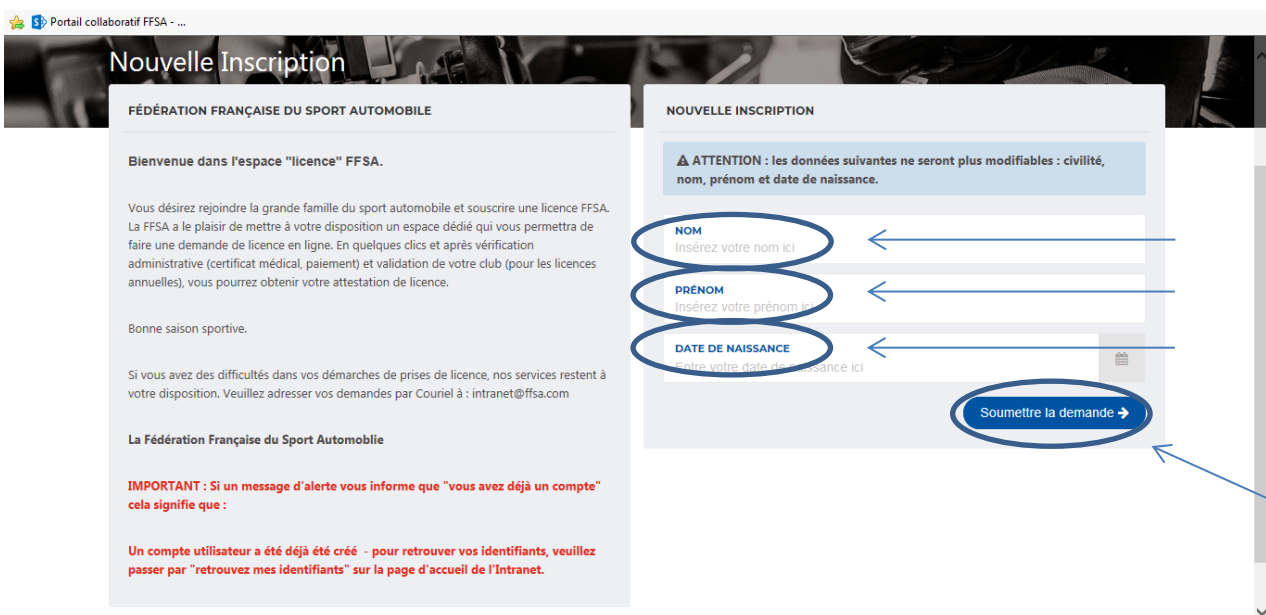 Portail collaboratif FFSA - ...
Nouvelle Inscription
FÉDÉRATION FRANÇAISE DU SPORT AUTOMOBILE
Bienvenue dans l'espace "licence" FFSA.
Vous désirez rejoindre la grande famille du sport automobile et souscrire une licence FFSA.
La FFSA a le plaisir de mettre à votre disposition un espace dédié qui vous permettra de
faire une demande de licence en ligne. En quelques clics et après vérification
administrative (certificat médical, paiement) et validation de votre club (pour les licences
annuelles), vous pourrez obtenir votre attestation de licence.
Bonne saison sportive.
Si vous avez des difficultés dans vos démarches de prises de licence, nos services restent à
votre disposition. Veuillez adresser vos demandes par Couriel à : intranet@ffsa.com
La Fédération Française du Sport Automoblie
IMPORTANT : Si un message d'alerte vous informe que "vous avez déjà un compte"
cela signifie que :
Un compte utilisateur a été déjà été créé - pour retrouver vos identifiants, veuillez
passer par "retrouvez mes identifiants" sur la page d'accueil de l'Intranet.
NOUVELLE INSCRIPTION
ATTENTION : les données suivantes ne seront plus modifiables : civilité,
nom, prénom et date de naissance.
NOM
Insérez votre nom ici
PRÉNOM
Insérez votre prénom ici
DATE DE NAISSANCE
Entre votre date de naissance ici
Soumettre la demande →